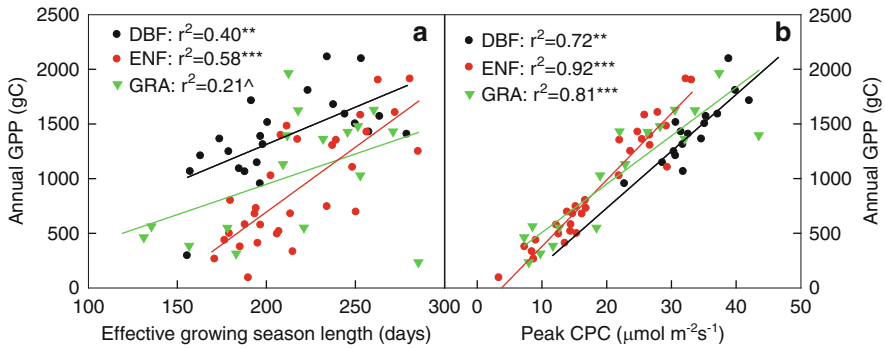 2500
2000
1500
1000
500
0
Annual GPP (gC)
a
DBF: r²=0.40**
ENF: r²=0.58***
GRA: r²=0.21^
100
150
200
250
300
Effective growing season length (days)
b
DBF: r²=0.72**
ENF: r²=0.92***
GRA: r²=0.81***
0
10
20
30
40
50
Peak CPC (μmol m⁻²s⁻¹)
2500
2000
1500
1000
500
0
Annual GPP (gC)